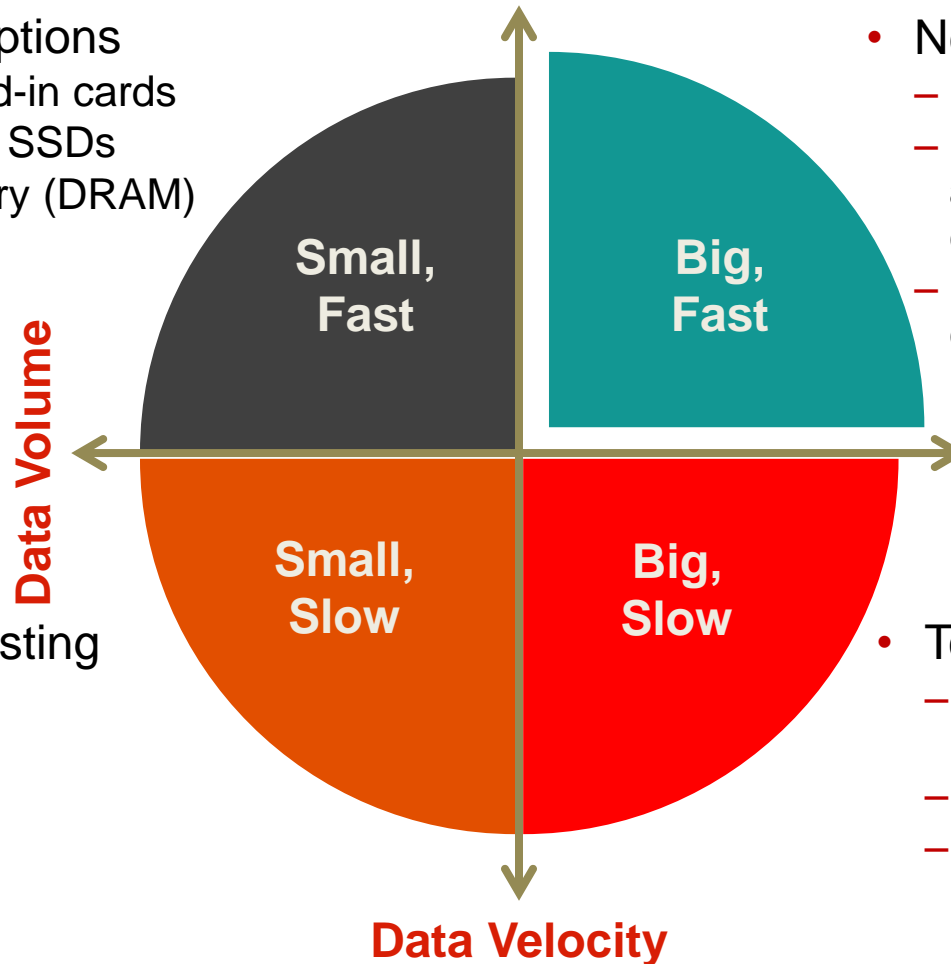 ptions
d-in cards
SSDs
ry (DRAM)
• N
–
–
–
Small,
Fast
Big,
Fast
Data Volume
Small,
Slow
Big,
Slow
sting
• T
–
–
–
Data Velocity